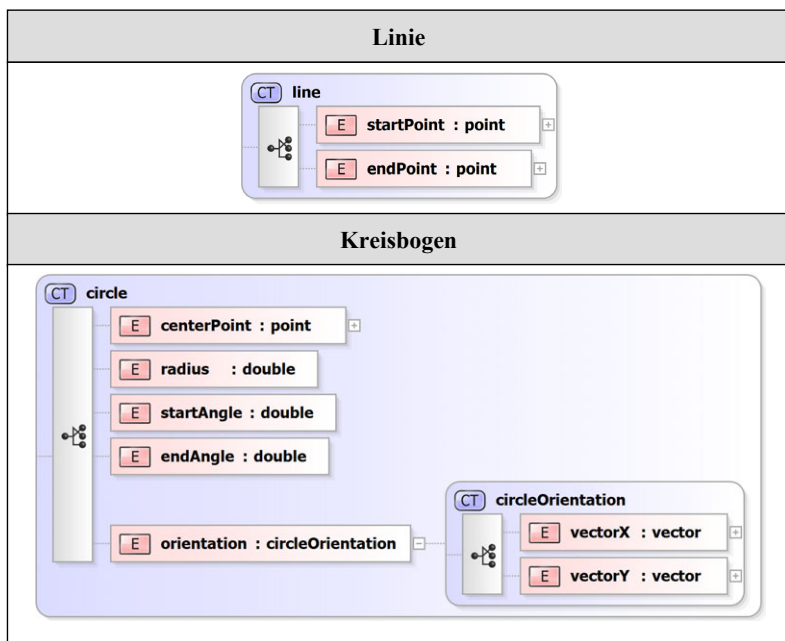 Linie
CT line
E startPoint : point
E endPoint : point
Kreisbogen
CT circle
E centerPoint : point
E radius : double
E startAngle : double
E endAngle : double
E orientation : circleOrientation
CT circleOrientation
E vectorX : vector
E vectorY : vector